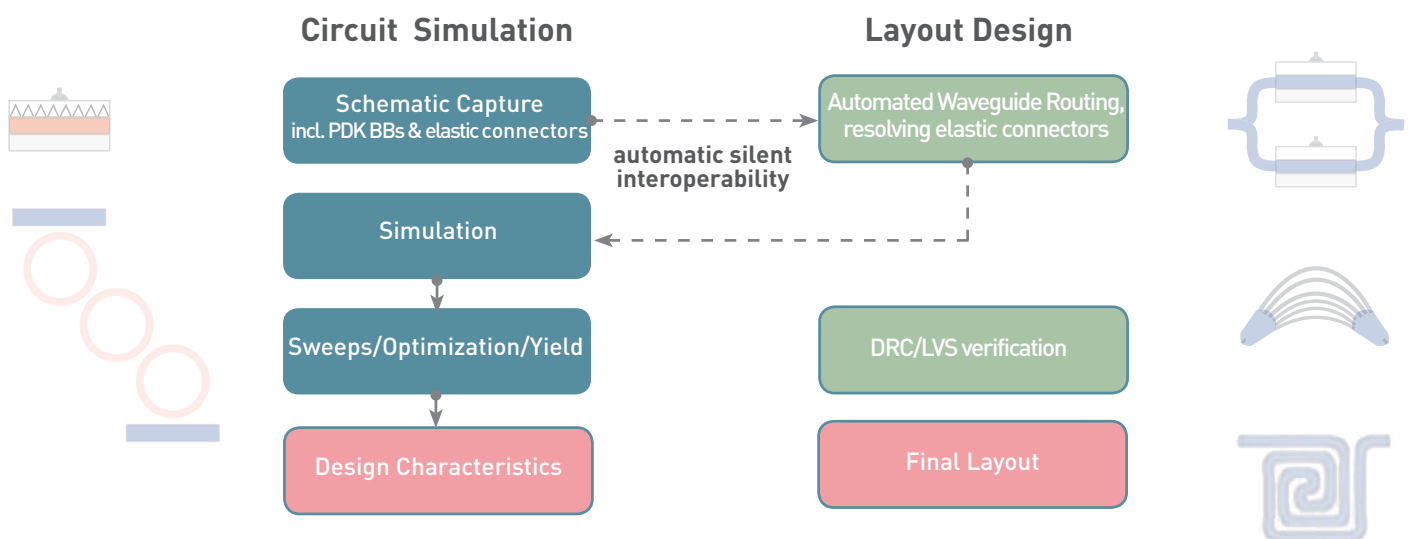 Circuit Simulation
Layout Design
Schematic Capture
incl. PDK BBs & elastic connectors
Automated Waveguide Routing,
resolving elastic connectors
automatic silent
interoperability
Simulation
Sweeps/Optimization/Yield
DRC/LVS verification
Design Characteristics
Final Layout